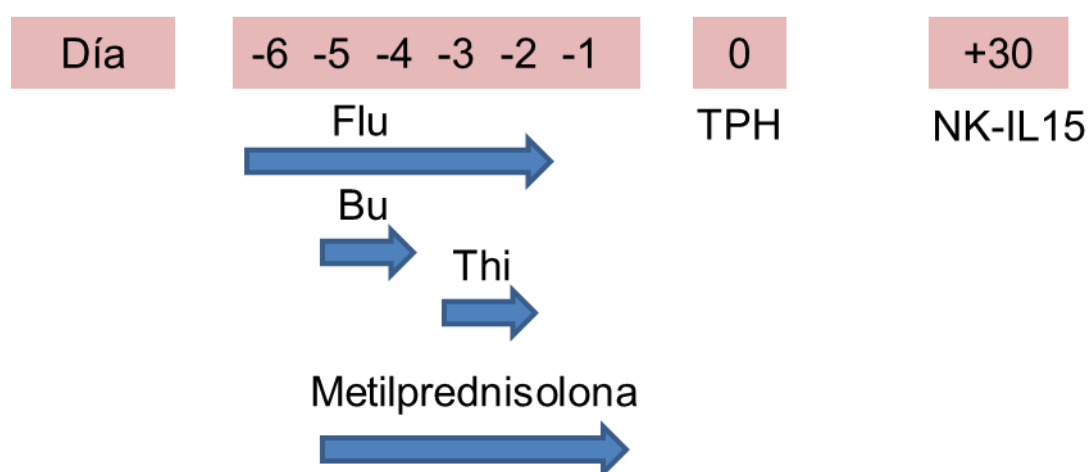 Día -6 -5 -4 -3 -2 -1 0 +30
Flu TPH NK-IL15
Bu
Thi
Metilprednisolona